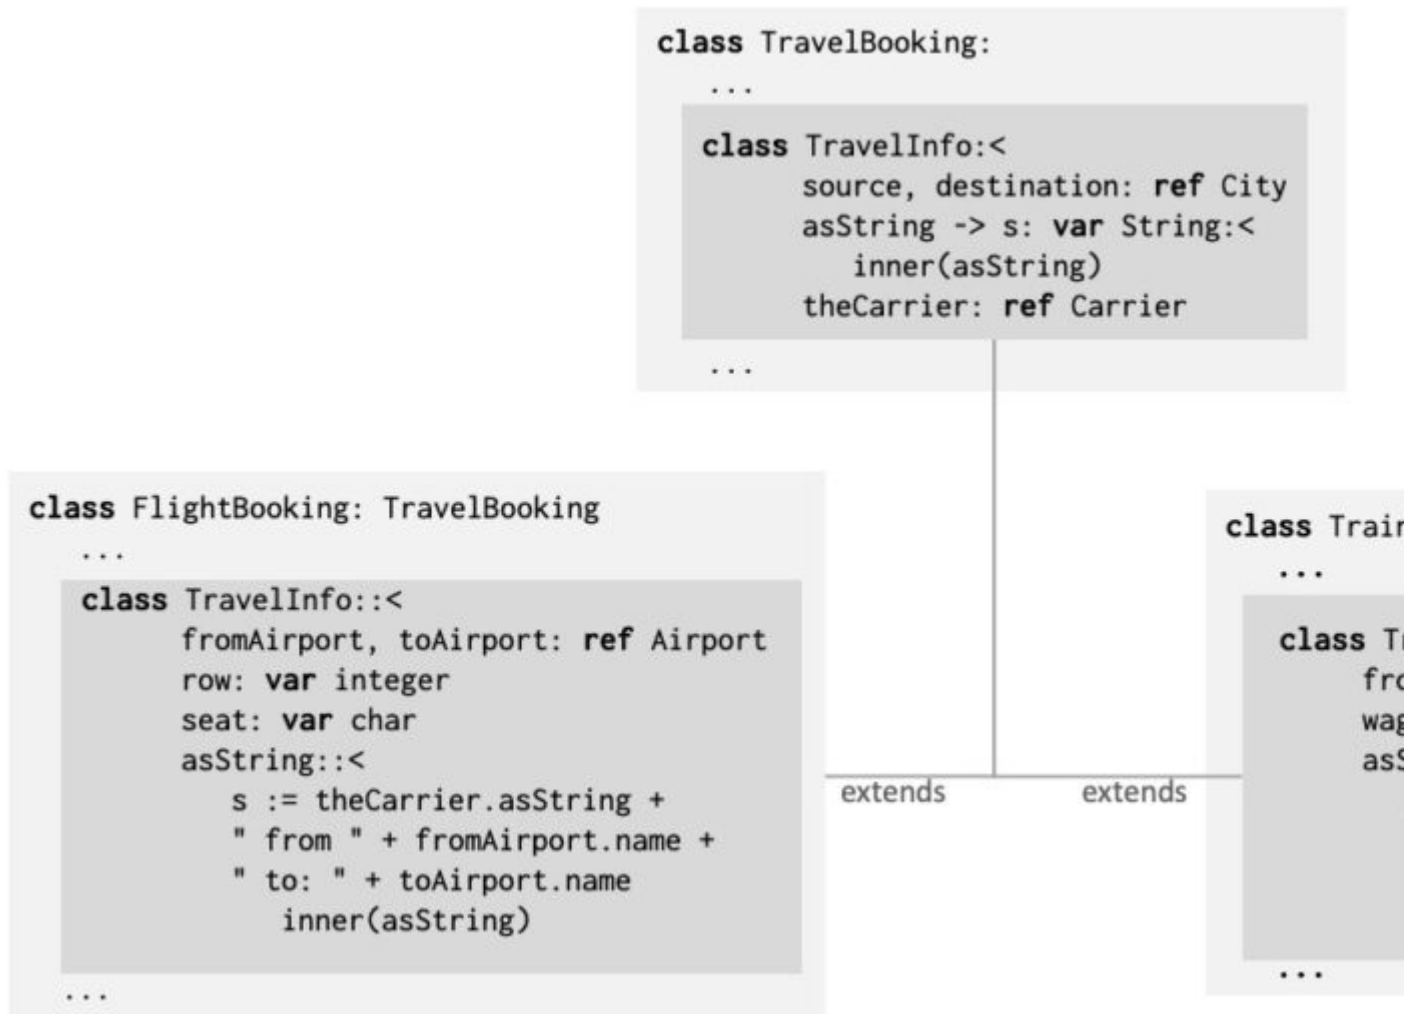 class TravelBooking:
...
class TravelInfo:<
source, destination: ref City
asString -> s: var String:<
inner(asString)
theCarrier: ref Carrier
...
class FlightBooking: TravelBooking
...
class TravelInfo::<
fromAirport, toAirport: ref Airport
row: var integer
seat: var char
asString::<
s := theCarrier.asString +
" from " + fromAirport.name +
" to: " + toAirport.name
inner(asString)
...
extends
extends
class
...
class
...